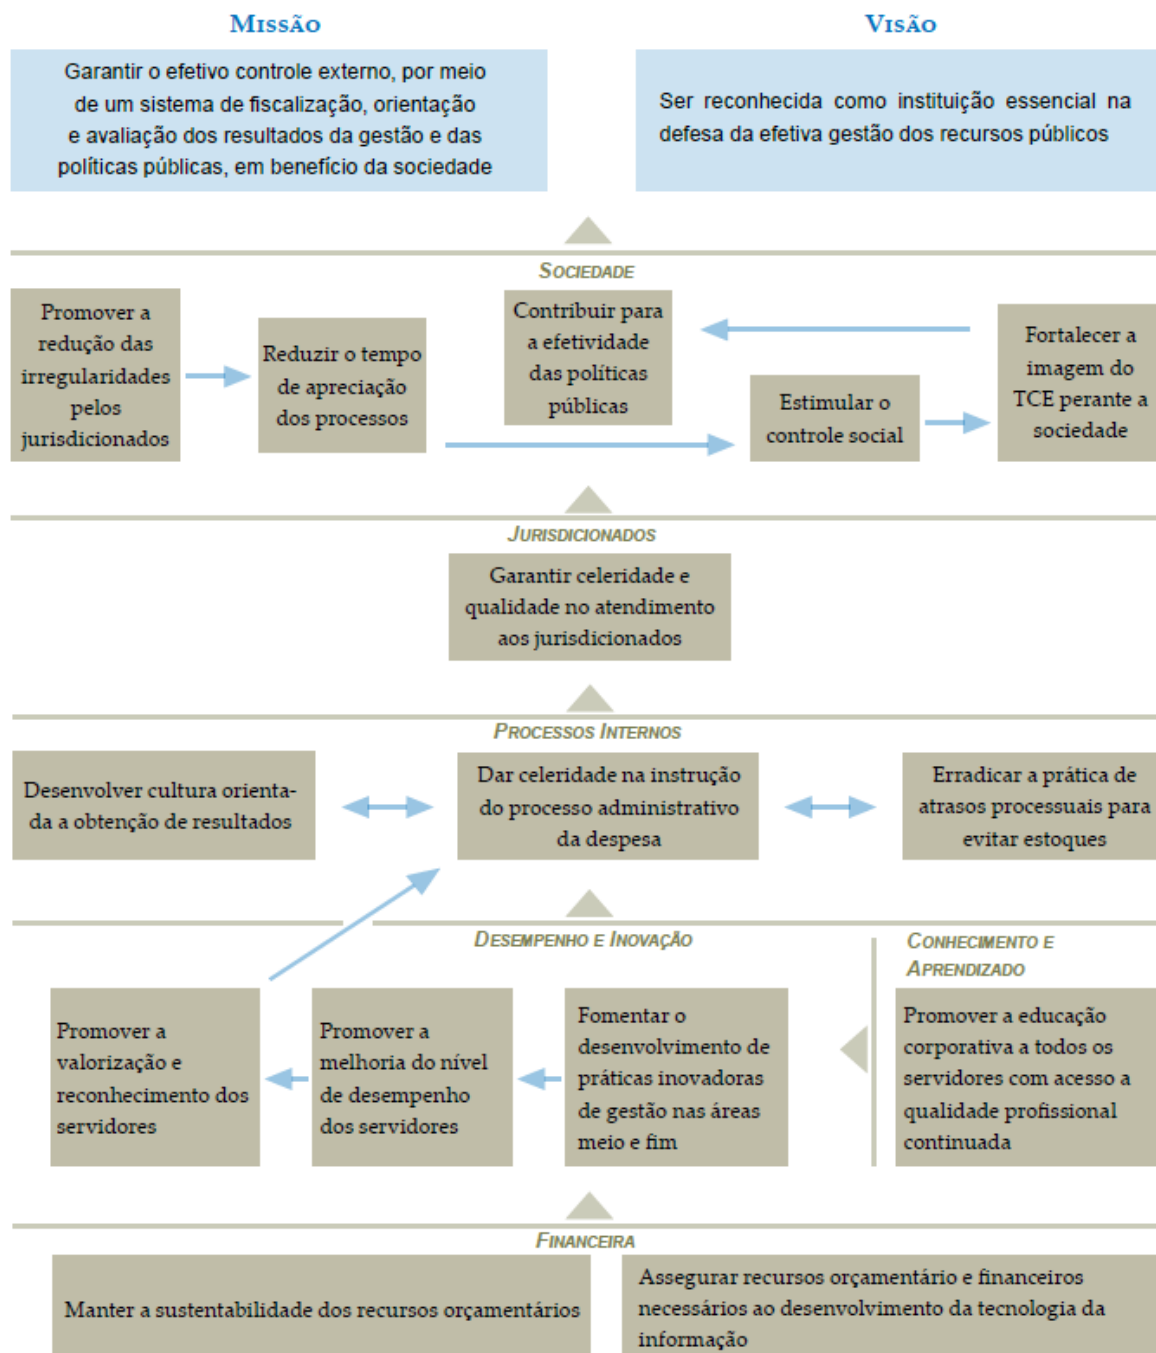 MISSÃO
VISÃO
Garantir o efetivo controle externo, por meio
de um sistema de fiscalização, orientação
e avaliação dos resultados da gestão e das
políticas públicas, em benefício da sociedade
Ser reconhecida como instituição essencial na
defesa da efetiva gestão dos recursos públicos
SOCIEDADE
Promover a
redução das
irregularidades
pelos
jurisdicionados
Reduzir o tempo
de apreciação
dos processos
Contribuir para
a efetividade
das políticas
públicas
Estimular o
controle social
Fortalecer a
imagem do
TCE perante a
sociedade
JURISDICIONADOS
Garantir celeridade e
qualidade no atendimento
aos jurisdicionados
PROCESSOS INTERNOS
Desenvolver cultura orienta-
da a obtenção de resultados
Dar celeridade na instrução
do processo administrativo
da despesa
Erradicar a prática de
atrasos processuais para
evitar estoques
DESEMPENHO E INOVAÇÃO
CONHECIMENTO E
APRENDIZADO
Promover a
valorização e
reconhecimento dos
servidores
Promover a
melhoria do nível
de desempenho
dos servidores
Fomentar o
desenvolvimento de
práticas inovadoras
de gestão nas áreas
meio e fim
Promover a educação
corporativa a todos os
servidores com acesso a
qualidade profissional
continuada
FINANCEIRA
Manter a sustentabilidade dos recursos orçamentários
Assegurar recursos orçamentário e financeiros
necessários ao desenvolvimento da tecnologia da
informação